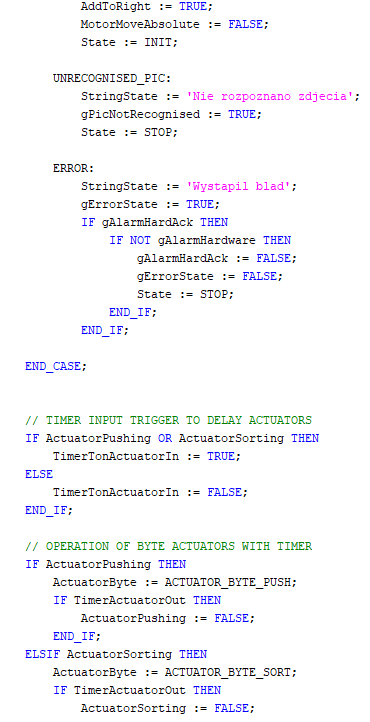 AddToRight := TRUE;
MotorMoveAbsolute := FALSE;
State := INIT;
UNRECOGNISED_PIC:
StringState := 'Nie rozpoznano zdjecia';
gPicNotRecognised := TRUE;
State := STOP;
ERROR:
StringState := 'Wystapil blad';
gErrorState := TRUE;
IF gAlarmHardAck THEN
IF NOT gAlarmHardware THEN
gAlarmHardAck := FALSE;
gErrorState := FALSE;
State := STOP;
END_IF;
END_IF;
END_CASE;
// TIMER INPUT TRIGGER TO DELAY ACTUATORS
IF ActuatorPushing OR ActuatorSorting THEN
TimerTonActuatorIn := TRUE;
ELSE
TimerTonActuatorIn := FALSE;
END_IF;
// OPERATION OF BYTE ACTUATORS WITH TIMER
IF ActuatorPushing THEN
ActuatorByte := ACTUATOR_BYTE_PUSH;
IF TimerActuatorOut THEN
ActuatorPushing := FALSE;
END_IF;
ELSIF ActuatorSorting THEN
ActuatorByte := ACTUATOR_BYTE_SORT;
IF TimerActuatorOut THEN
ActuatorSorting := FALSE;